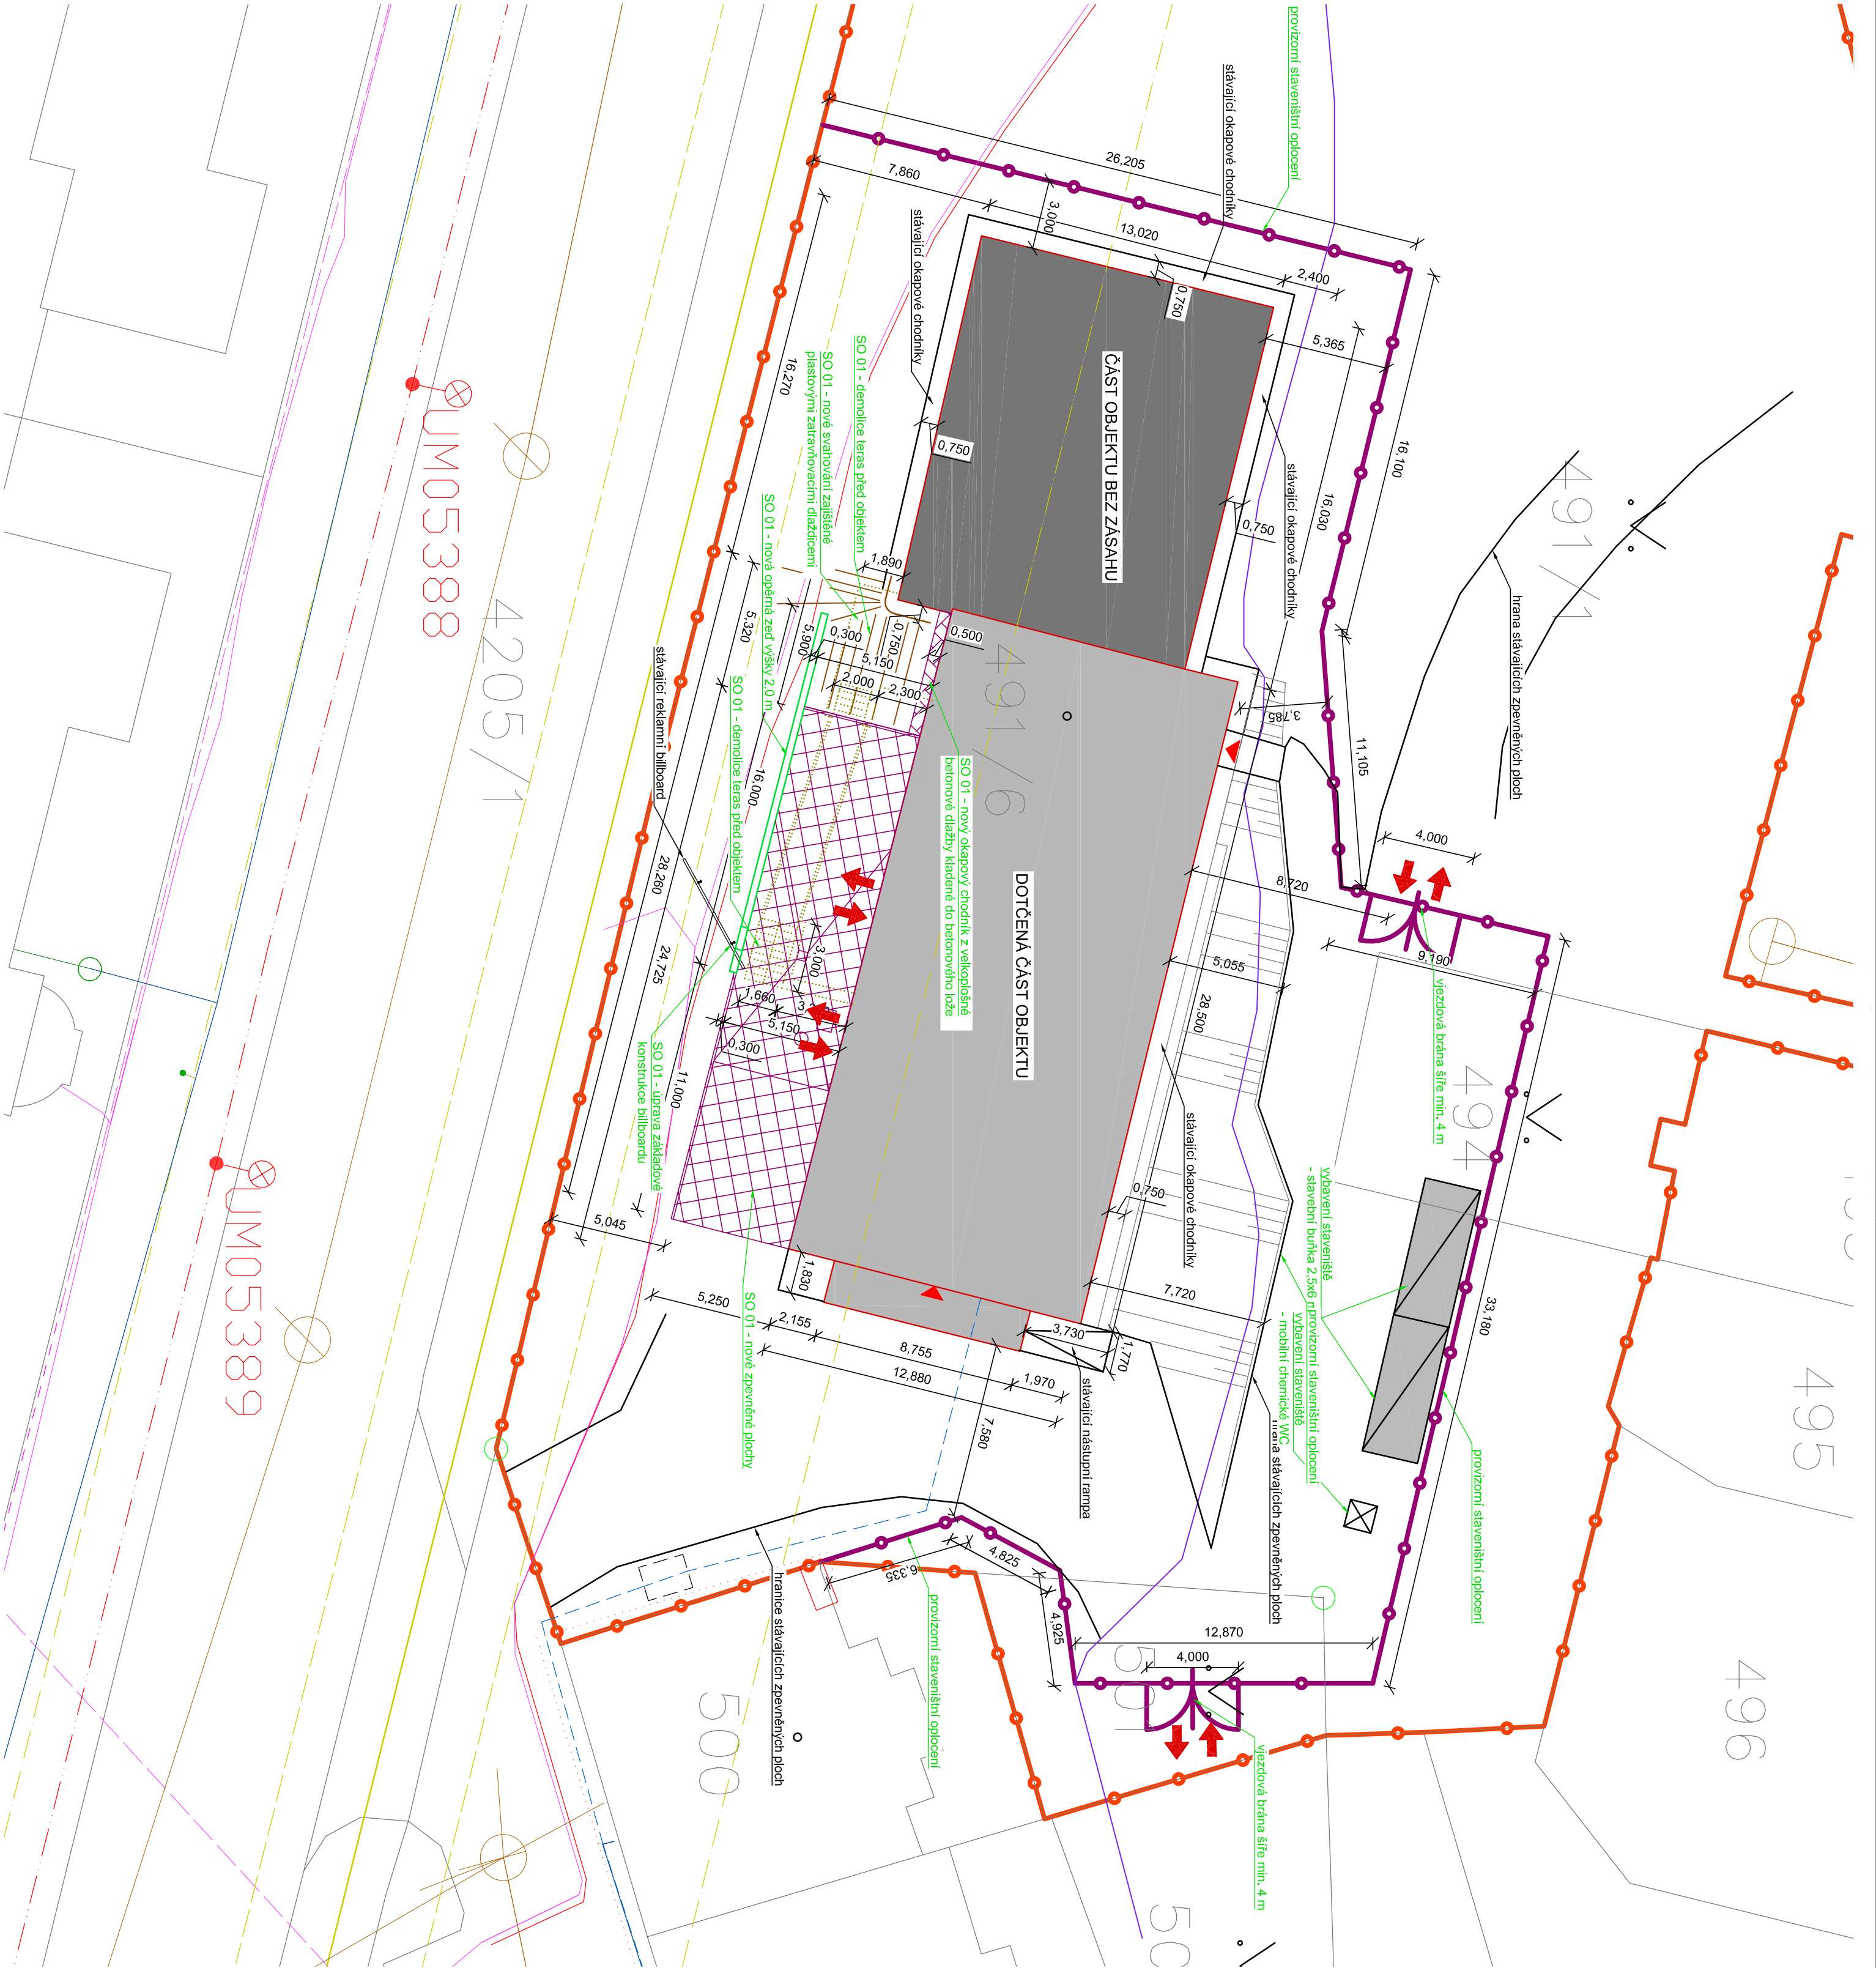 provizorní staveništní oplocení
stávající okapové chodníky
26,205
7,860
3,000
13,020
2,400
0,750
stávající okapové chodníky
5,365
16,100
16,030
ČÁST OBJEKTU BEZ ZÁSAHU
0,750
0,750
stávající okapové chodníky
491/1
hrana stávajících zpevněných ploch
16,270
SO 01 - demolice teras před objektem
SO 01 - nové svahování zajištěné
plastovými zatravňovacími dlaždicemi
SO 01 - nová opěrná zeď výšky 2.0 m
UM05388
4205/1
1,890
5,320
5,900
0,300
0,750
0,500
5,150
2,000
2,300
491/6
3,785
11,105
4,000
stávající reklamní billboard
SO 01 - demolice teras před objektem
16,000
28,260
24,725
SO 01 - nový okapový chodník z velkoplošné
betonové dlažby kladené do betonového lože
DOTČENÁ ČÁST OBJEKTU
8,720
9,190
5,055
28,500
vjezdová brána šíře min. 4 m
494
3,000
1,660
5,150
0,300
SO 01 - úprava základové
konstrukce billboardu
11,000
stávající okapové chodníky
0,750
vybavení staveniště
- stavební buňka 2,5x6 m
provizorní staveništní oplocení
vybavení staveniště
- mobilní chemické WC
33,180
UM05389
5,045
1,830
5,250
2,155
8,755
12,880
1,970
3,730
1,770
7,720
SO 01 - nové zpevněné plochy
stávající nástupní rampa
hrana stávajících zpevněných ploch
provizorní staveništní oplocení
495
7,580
4,825
6,335
4,925
12,870
4,000
hranice stávajících zpevněných ploch
provizorní staveništní oplocení
500
501
496
vjezdová brána šíře min. 4 m